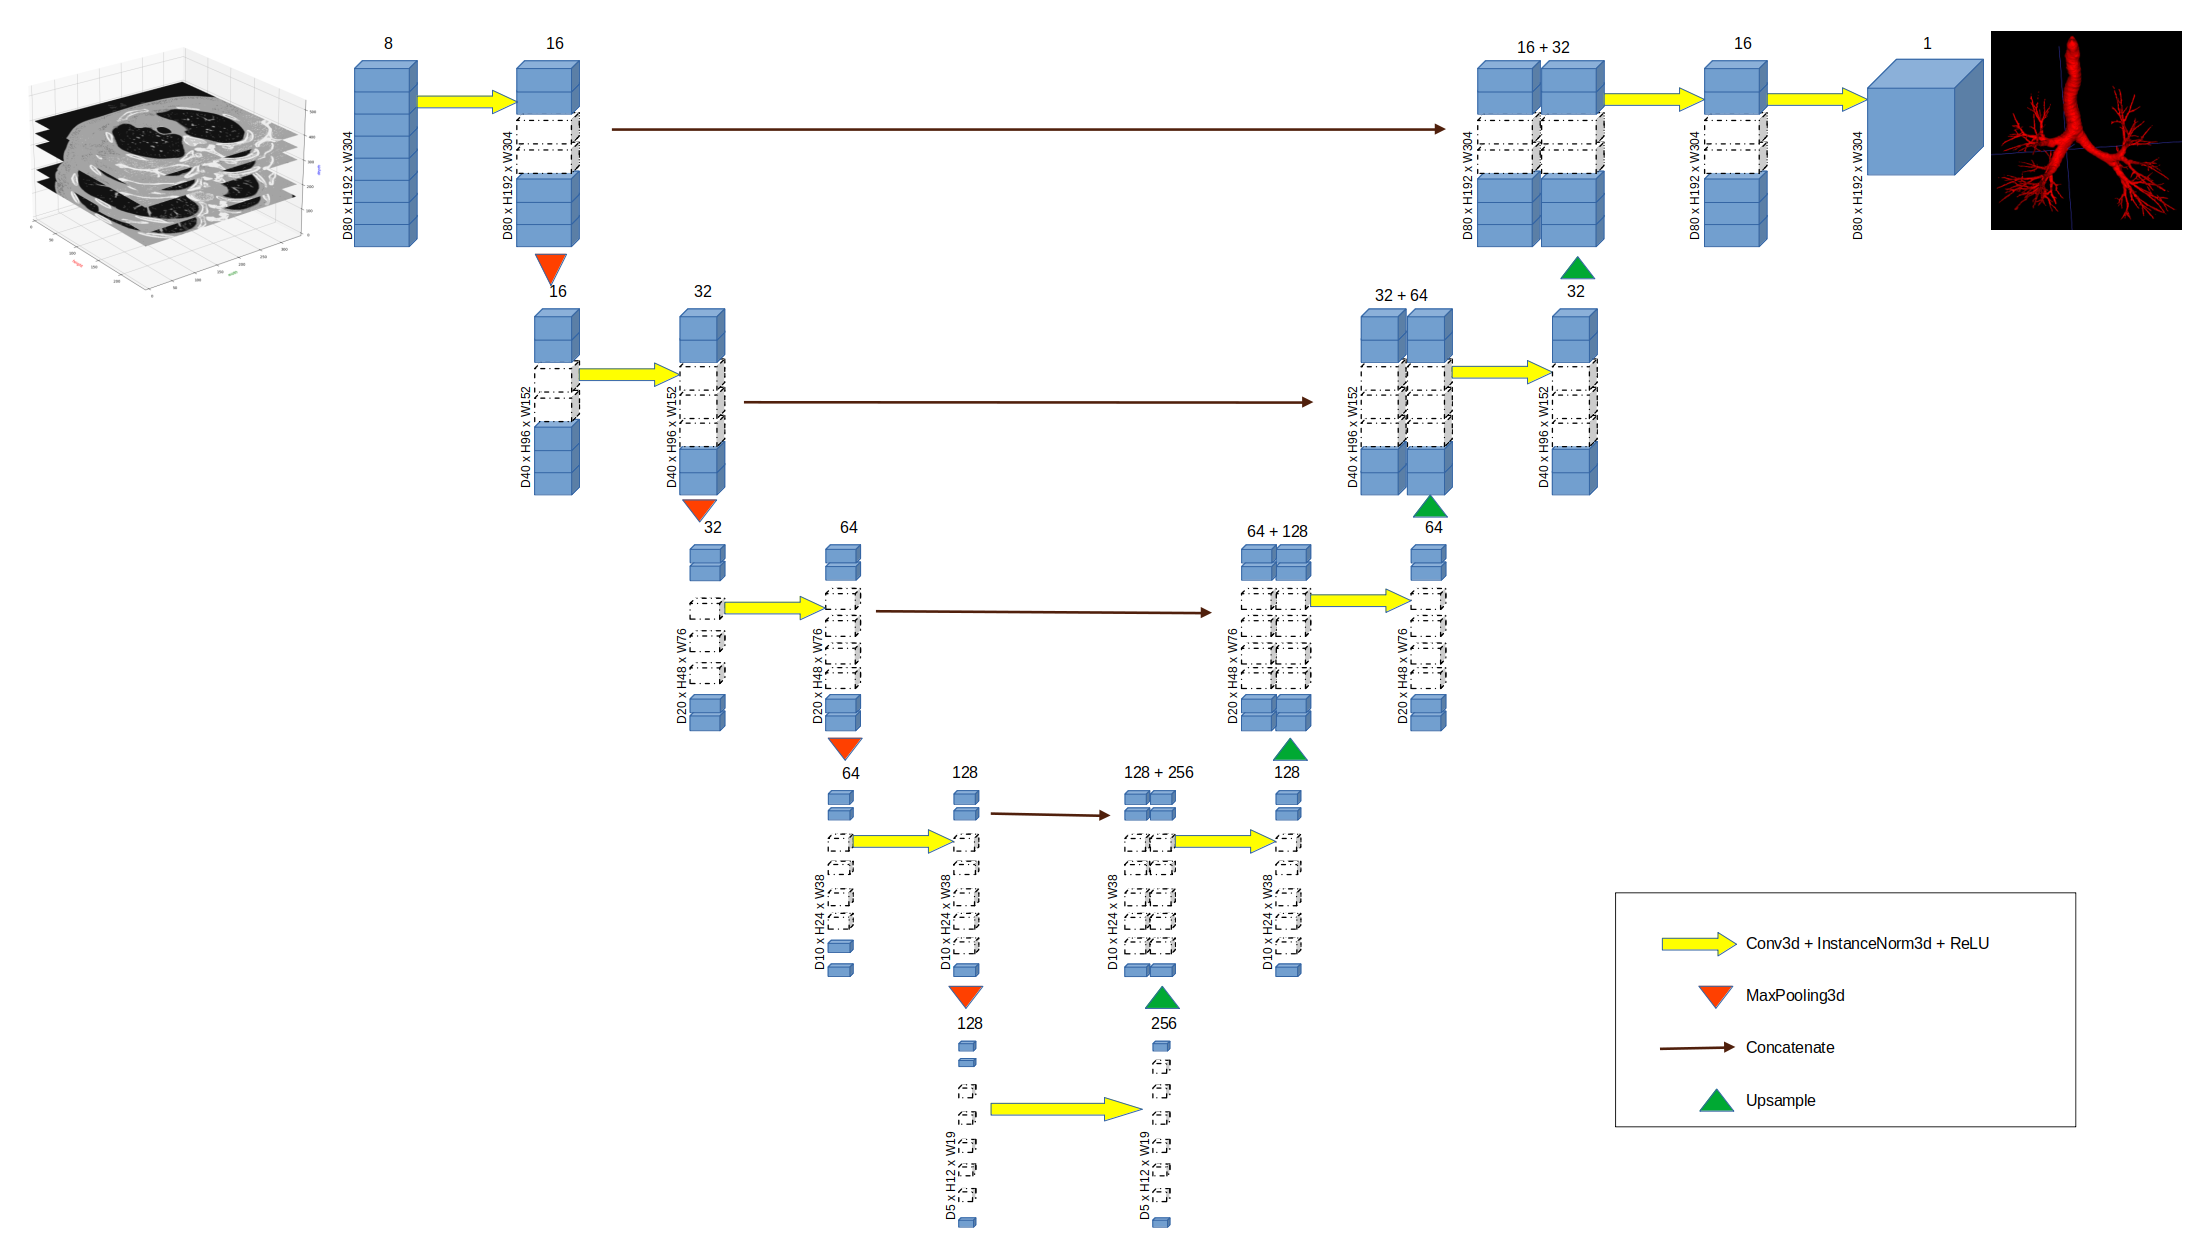 8
16
16 + 32
16
1
D80 x H192 x W304
D80 x H192 x W304
D80 x H192 x W304
D80 x H192 x W304
D80 x H192 x W304
16
32
32 + 64
32
D40 x H96 x W152
D40 x H96 x W152
D40 x H96 x W152
D40 x H96 x W152
32
64
64 + 128
64
D20 x H48 x W76
D20 x H48 x W76
D20 x H48 x W76
D20 x H48 x W76
64
128
128 + 256
128
D10 x H24 x W38
D10 x H24 x W38
D10 x H24 x W38
D10 x H24 x W38
128
256
D5 x H12 x W19
D5 x H12 x W19
Conv3d + InstanceNorm3d + ReLU
MaxPooling3d
Concatenate
Upsample